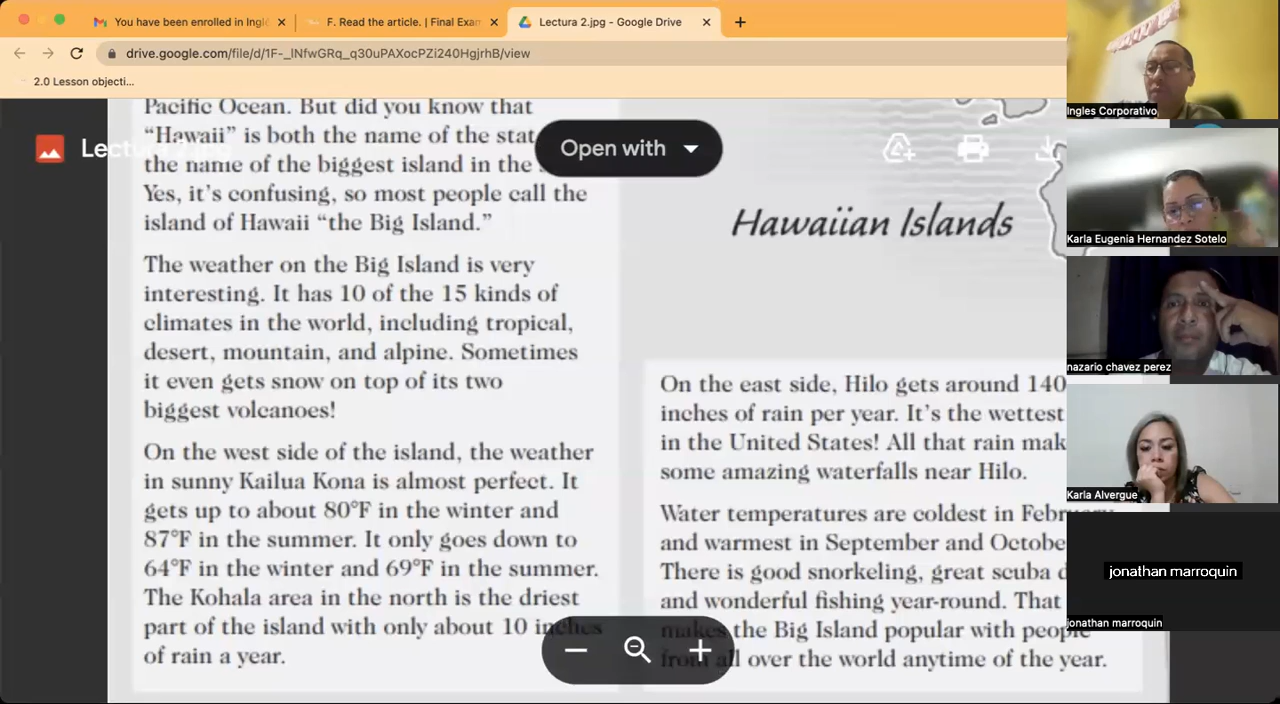 You have been enrolled in Ingl
F. Read the article. | Final Exam
Lectura 2.jpg - Google Drive
drive.google.com/file/d/1F-_lNfwGRq_q30uPAXocPZi240HgjrhB/view
2.0 Lesson objecti...
Lectura 2.jpg
Open with
Pacific Ocean. But did you know that
“Hawaii” is both the name of the stat
the name of the biggest island in the
Yes, it’s confusing, so most people call the
island of Hawaii “the Big Island.”
The weather on the Big Island is very
interesting. It has 10 of the 15 kinds of
climates in the world, including tropical,
desert, mountain, and alpine. Sometimes
it even gets snow on top of its two
biggest volcanoes!
On the west side of the island, the weather
in sunny Kailua Kona is almost perfect. It
gets up to about 80°F in the winter and
87°F in the summer. It only goes down to
64°F in the winter and 69°F in the summer.
The Kohala area in the north is the driest
part of the island with only about 10 inches
of rain a year.
Hawaiian Islands
On the east side, Hilo gets around 140
inches of rain per year. It’s the wettest
in the United States! All that rain mak
some amazing waterfalls near Hilo.
Water temperatures are coldest in February
and warmest in September and Octobe
There is good snorkeling, great scuba d
and wonderful fishing year-round. That
makes the Big Island popular with people
from all over the world anytime of the year.
Ingles Corporativo
Karla Eugenia Hernandez Sotelo
nazario chavez perez
Karla Alvergue
jonathan marroquin
jonathan marroquin